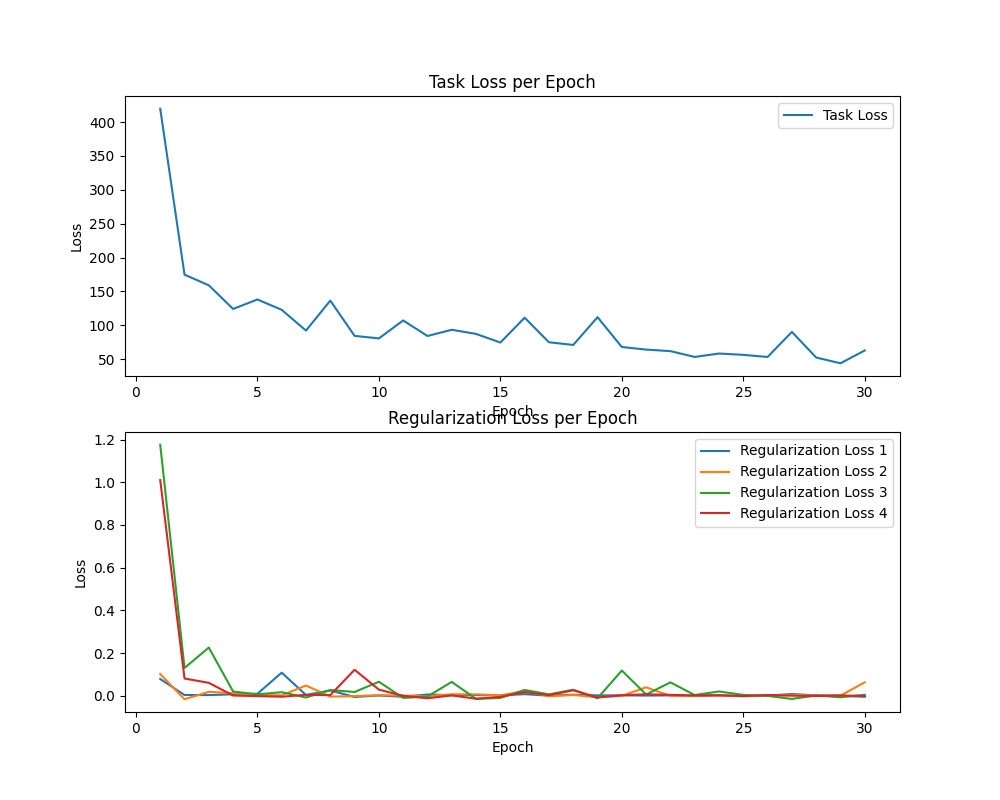 Task Loss per Epoch
Task Loss
Loss
400
350
300
250
200
150
100
50
0 5 10 15 20 25 30
Epoch
Regularization Loss per Epoch
Regularization Loss 1
Regularization Loss 2
Regularization Loss 3
Regularization Loss 4
Loss
1.2
1.0
0.8
0.6
0.4
0.2
0.0
0 5 10 15 20 25 30
Epoch